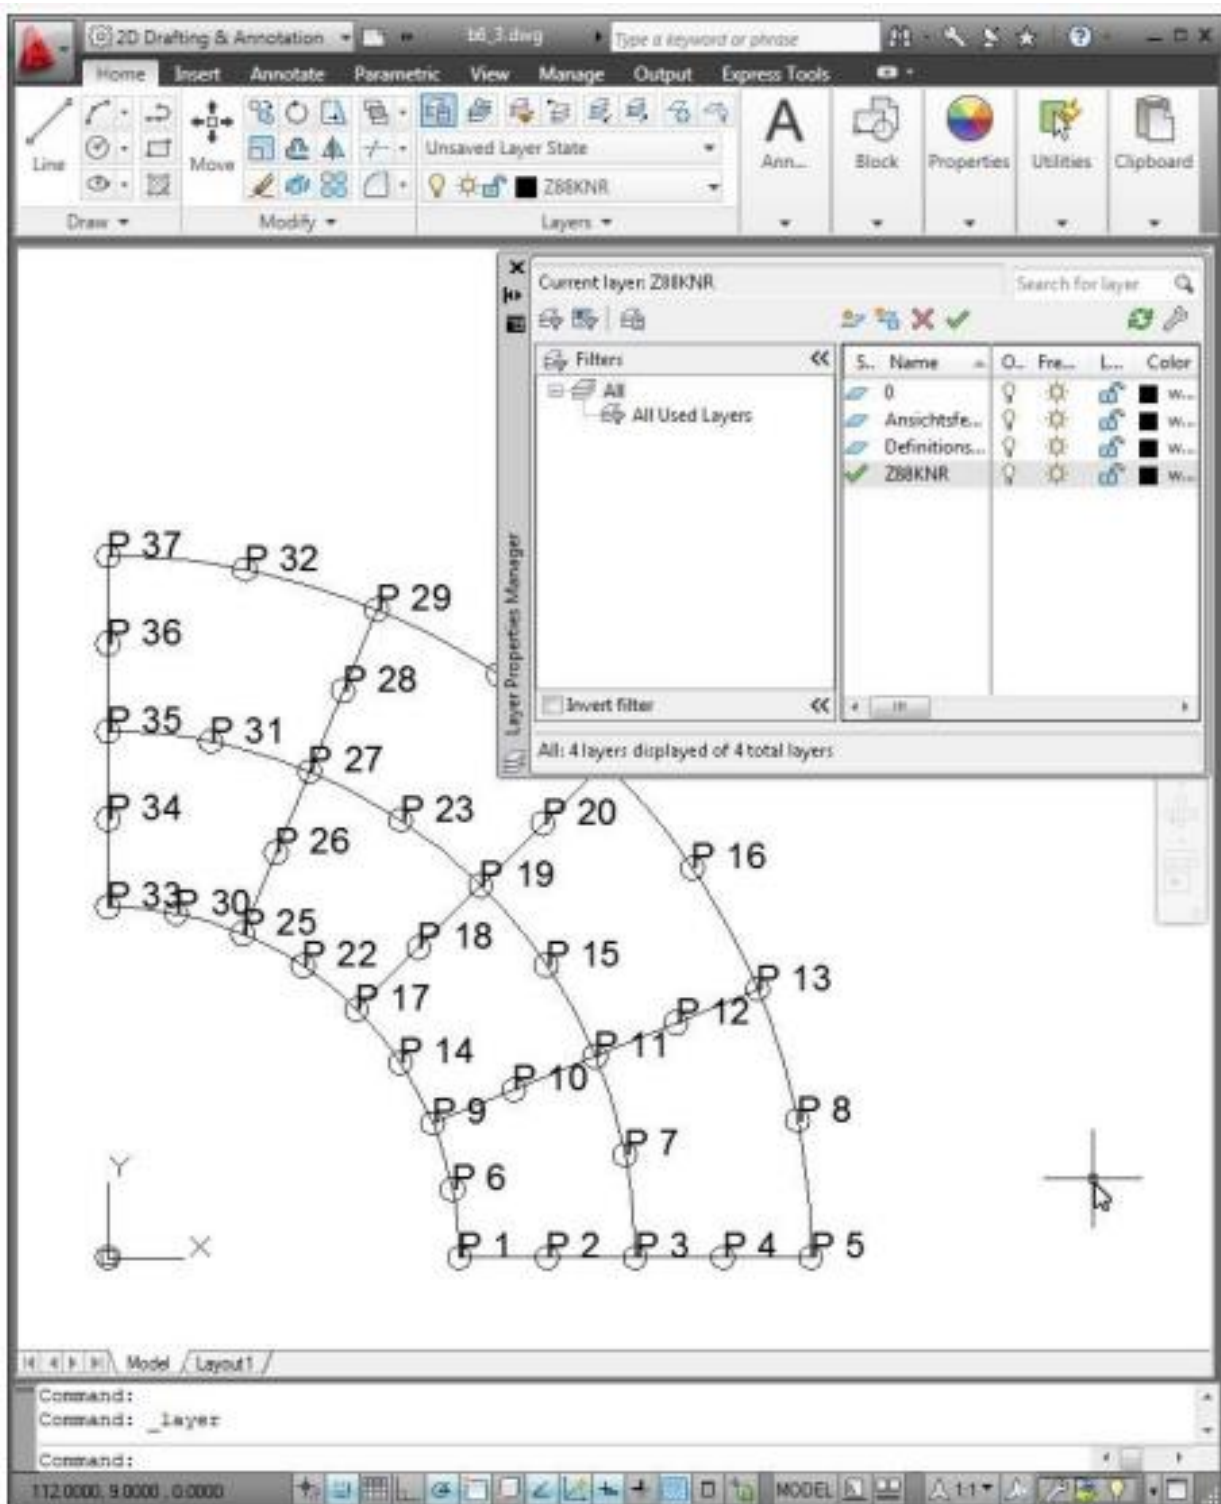 2D Drafting & Annotation b6_3.dwg Type a keyword or phrase
Home Insert Annotate Parametric View Manage Output Express Tools
Line
Move
Unsaved Layer State
Z88KNR
Ann...
Block
Properties
Utilities
Clipboard
Draw Modify Layers
Current layer: Z88KNR Search for layer
Filters
All
All Used Layers
S.. Name O.. Fre... L... Color
0 w...
Ansichtsfe... w...
Definitions... w...
Z88KNR w...
Invert filter
All: 4 layers displayed of 4 total layers
Layer Properties Manager
P 37
P 32
P 29
P 36
P 28
P 35
P 31
P 27
P 34
P 23
P 20
P 26
P 16
P 19
P 33
P 30
P 25
P 18
P 22
P 15
P 13
P 17
P 12
P 14
P 11
P 10
P 9
P 8
P 7
P 6
Y
X
P 1
P 2
P 3
P 4
P 5
Model Layout1
Command:
Command: _layer
Command:
112.0000, 9.0000 , 0.0000 MODEL 1:1